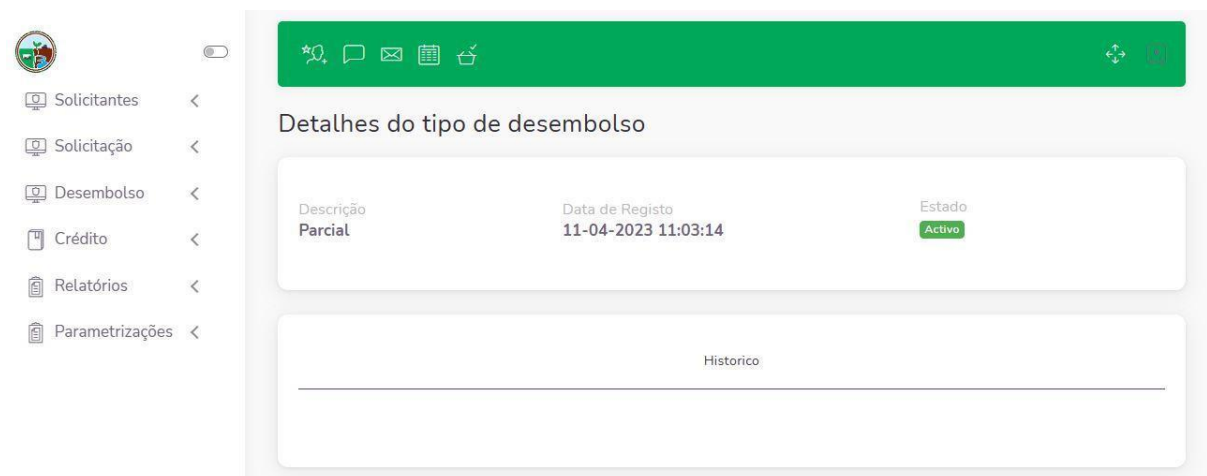 Solicitantes
Solicitação
Desembolso
Crédito
Relatórios
Parametrizações
Detalhes do tipo de desembolso
Descrição
Parcial
Data de Registo
11-04-2023 11:03:14
Estado
Activo
Historico